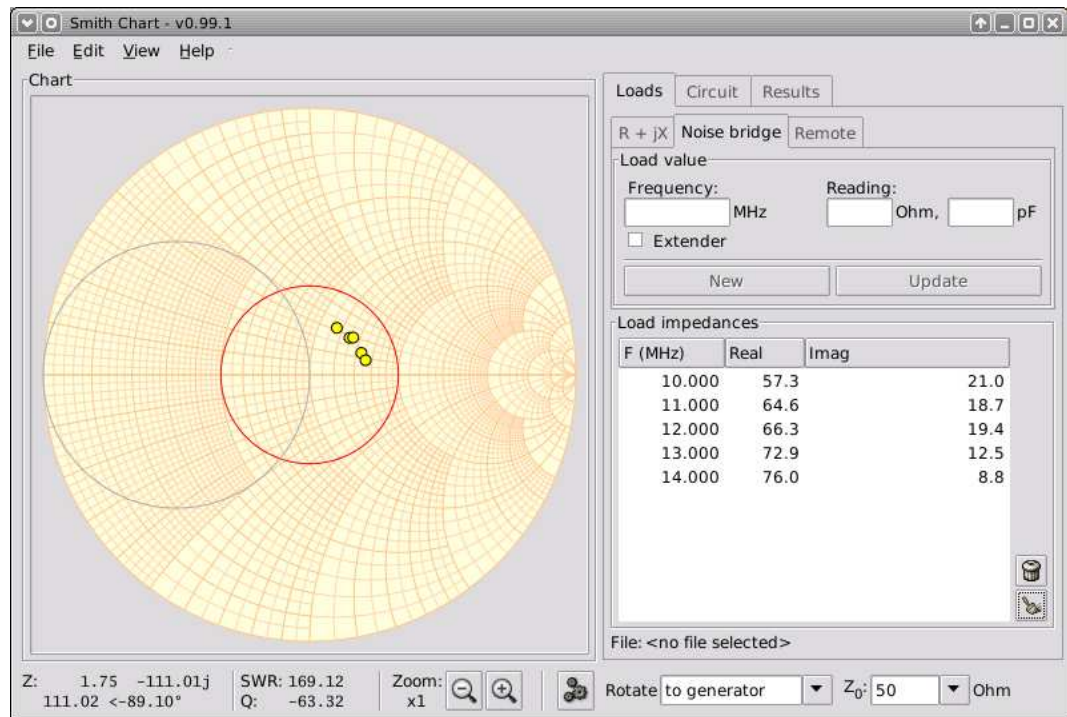 Smith Chart - v0.99.1
File Edit View Help
Chart
Loads Circuit Results
R + jX Noise bridge Remote
Load value
Frequency: Reading:
MHz Ohm, pF
Extender
New Update
Load impedances
F (MHz) Real Imag
10.000 57.3 21.0
11.000 64.6 18.7
12.000 66.3 19.4
13.000 72.9 12.5
14.000 76.0 8.8
File: <no file selected>
Z: 1.75 -111.01j SWR: 169.12 Zoom: Rotate to generator Z₀: 50 Ohm
111.02 <-89.10° Q: -63.32 x1